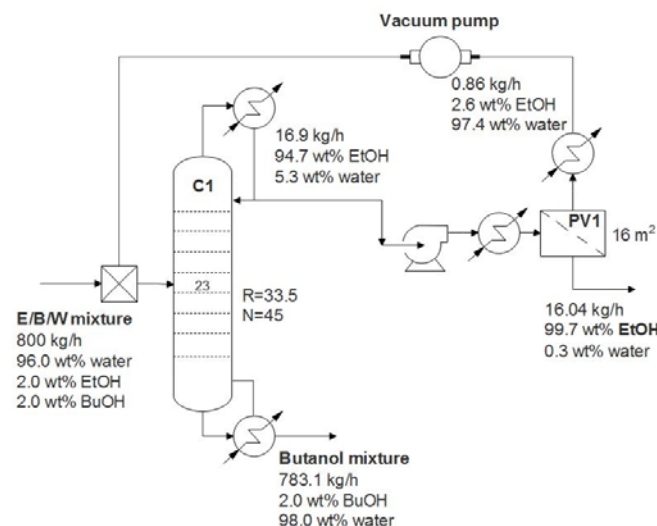 Vacuum pump
0.86 kg/h
2.6 wt% EtOH
97.4 wt% water
16.9 kg/h
94.7 wt% EtOH
5.3 wt% water
C1
PV1
16 m²
23
R=33.5
N=45
E/B/W mixture
800 kg/h
96.0 wt% water
2.0 wt% EtOH
2.0 wt% BuOH
16.04 kg/h
99.7 wt% EtOH
0.3 wt% water
Butanol mixture
783.1 kg/h
2.0 wt% BuOH
98.0 wt% water